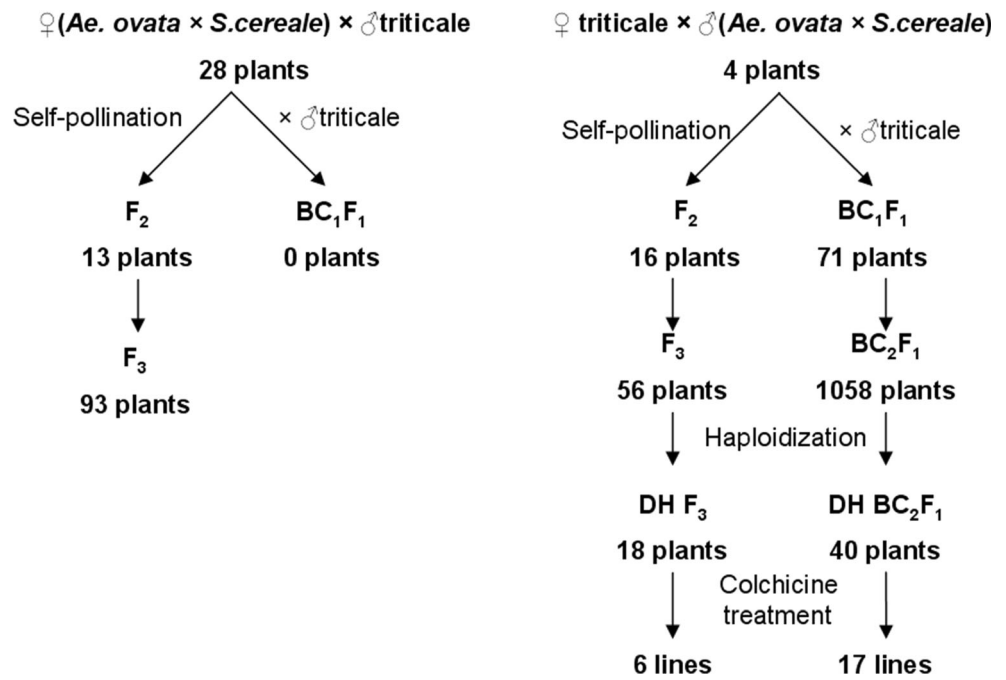 ♀(Ae. ovata × S.cereale) × ♂triticale
28 plants
Self-pollination
× ♂triticale
F₂
BC₁F₁
13 plants
0 plants
F₃
93 plants
♀ triticale × ♂(Ae. ovata × S.cereale)
4 plants
Self-pollination
× ♂triticale
F₂
BC₁F₁
16 plants
71 plants
F₃
BC₂F₁
56 plants
1058 plants
Haploidization
DH F₃
DH BC₂F₁
18 plants
40 plants
Colchicine
treatment
6 lines
17 lines